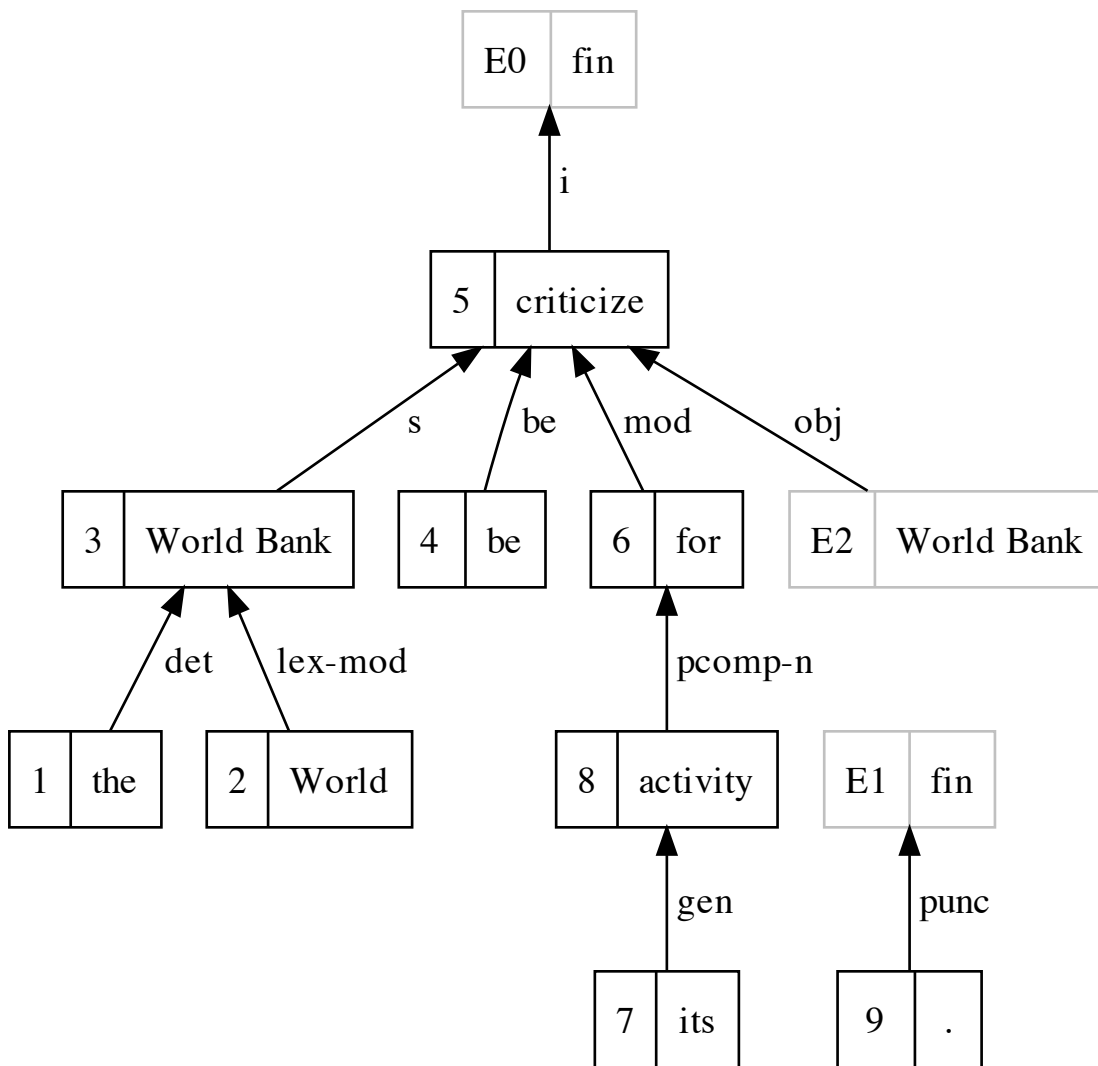 E0 fin
i
5 criticize
s be mod obj
3 World Bank 4 be 6 for E2 World Bank
det lex-mod pcomp-n
1 the 2 World 8 activity E1 fin
gen punc
7 its 9 .